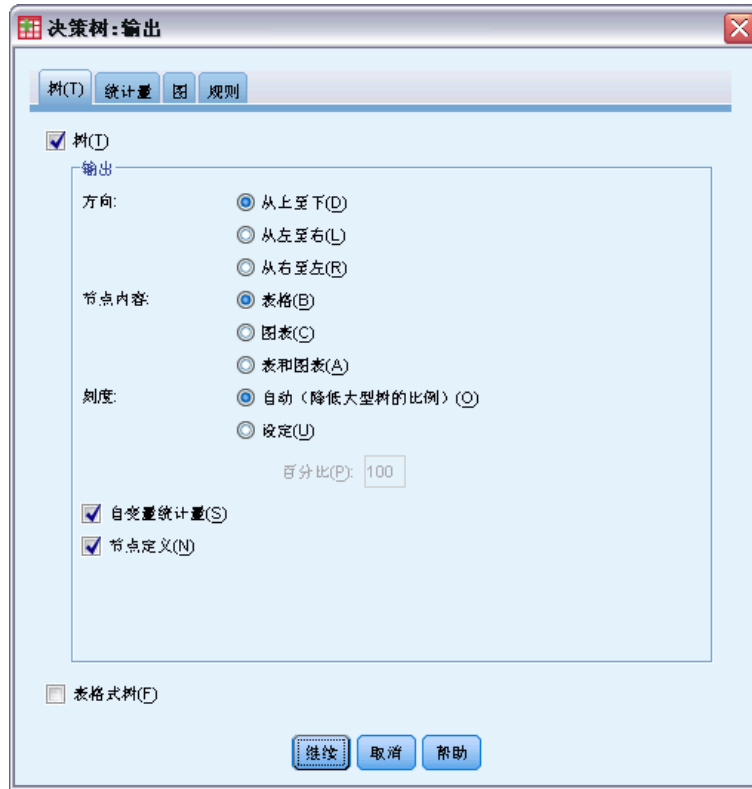 决策树:输出
树(T) 统计量 图 规则
树(T)
输出
方向: 从上至下(D)
从左至右(L)
从右至左(R)
节点内容: 表格(B)
图表(C)
表和图表(A)
刻度: 自动（降低大型树的比例）(O)
设定(U)
百分比(P): 100
自变量统计量(S)
节点定义(N)
表格式树(F)
继续 取消 帮助